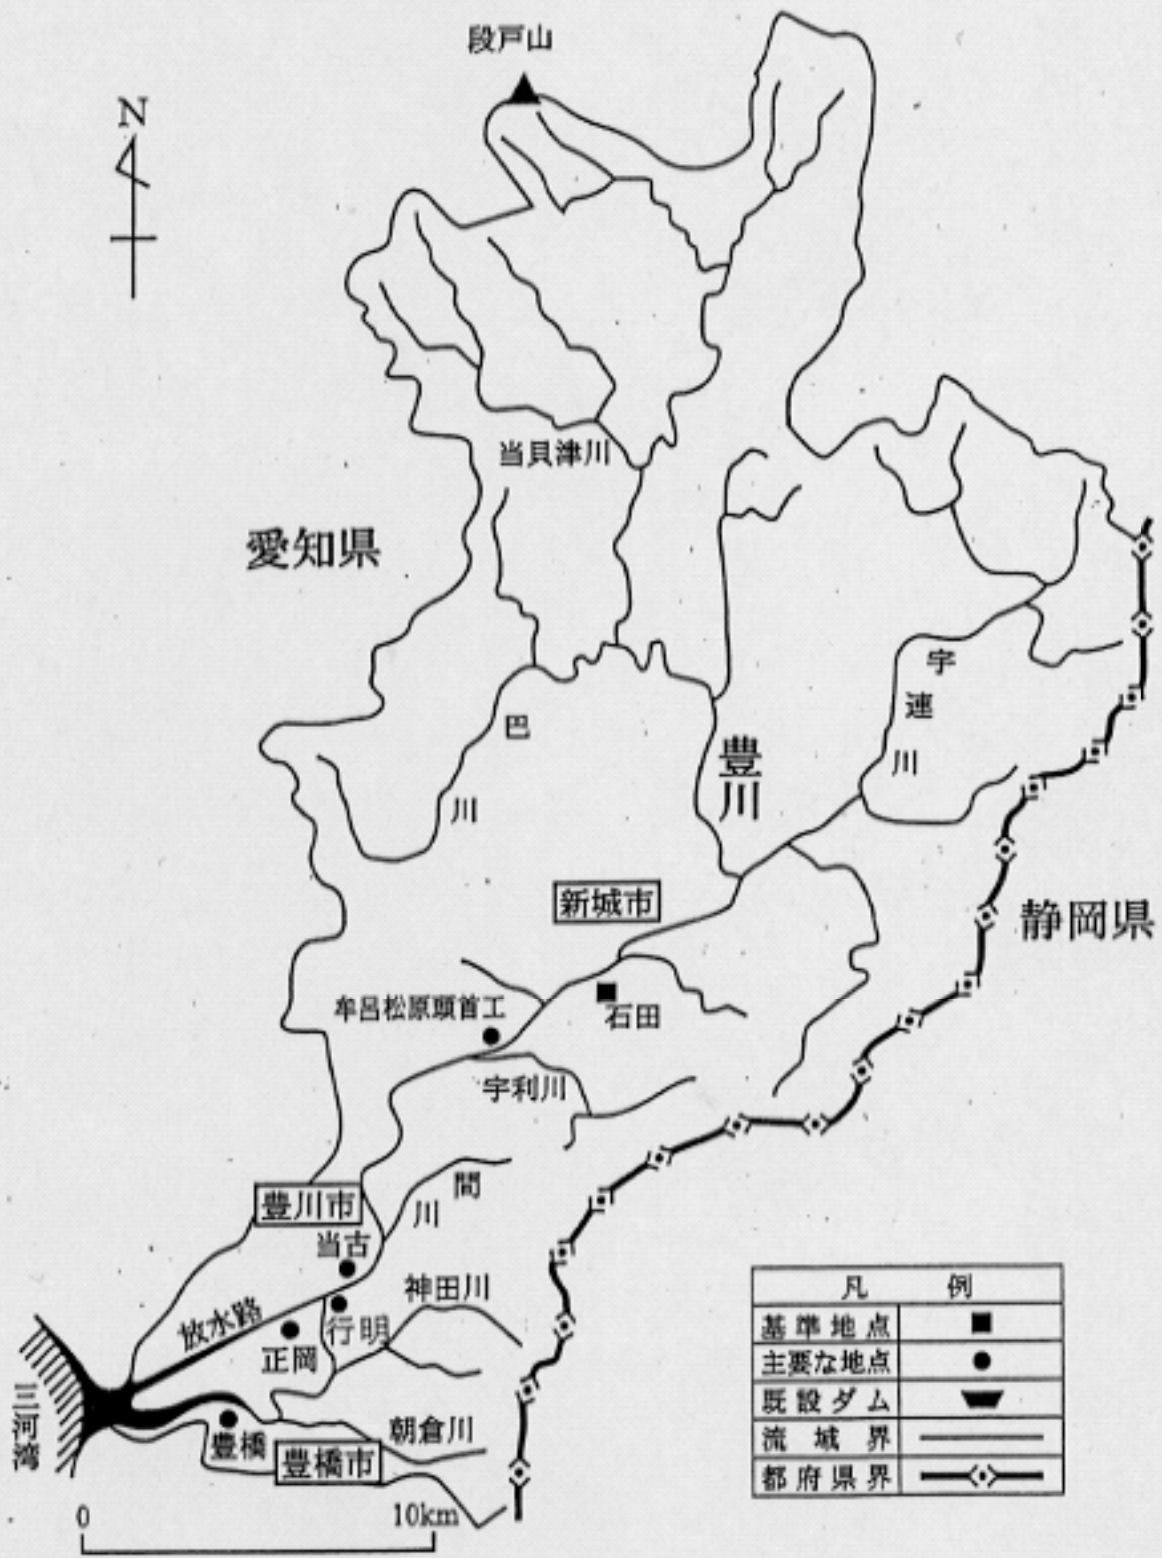 段戸山
N
当貝津川
愛知県
宇連川
巴川
豊川
新城市
静岡県
牟呂松原頭首工
石田
宇利川
間川
豊川市
当古
神田川
放水路
行明
正岡
三河湾
朝倉川
豊橋
豊橋市
0 10km
凡例
基準地点
主要な地点
既設ダム
流域界
都府県界